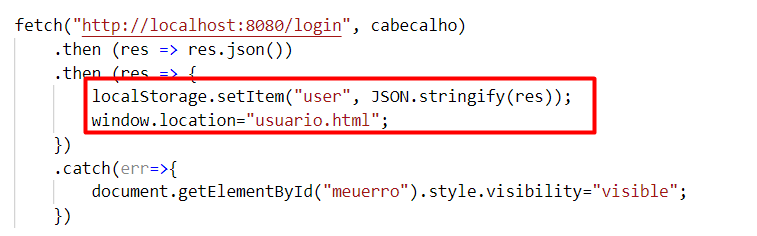 fetch("http://localhost:8080/login", cabecalho)
.then (res => res.json())
.then (res => {
localStorage.setItem("user", JSON.stringify(res));
window.location="usuario.html";
})
.catch(err=>{
document.getElementById("meuerro").style.visibility="visible";
})